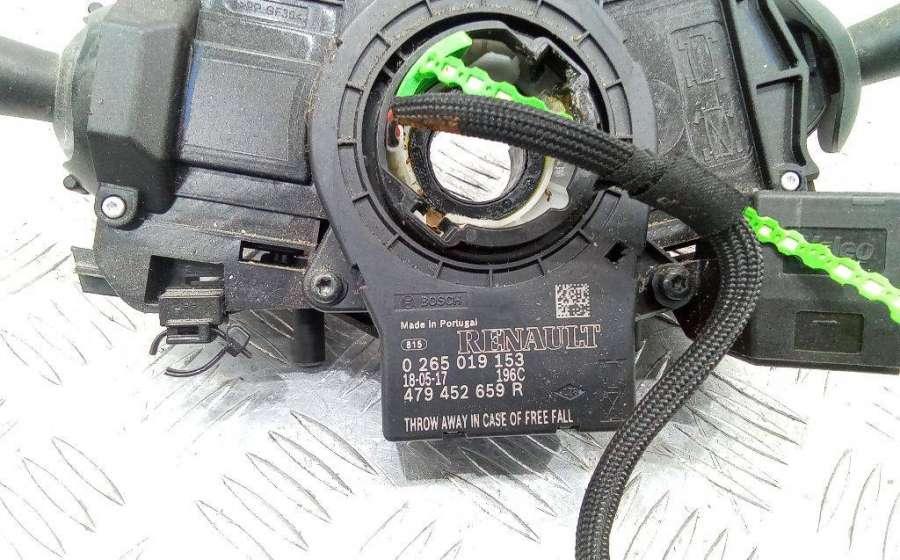 BOSCH
Made in Portugal
815
RENAULT
0 265 019 153
18-05-17 196C
479 452 659 R
THROW AWAY IN CASE OF FREE FALL